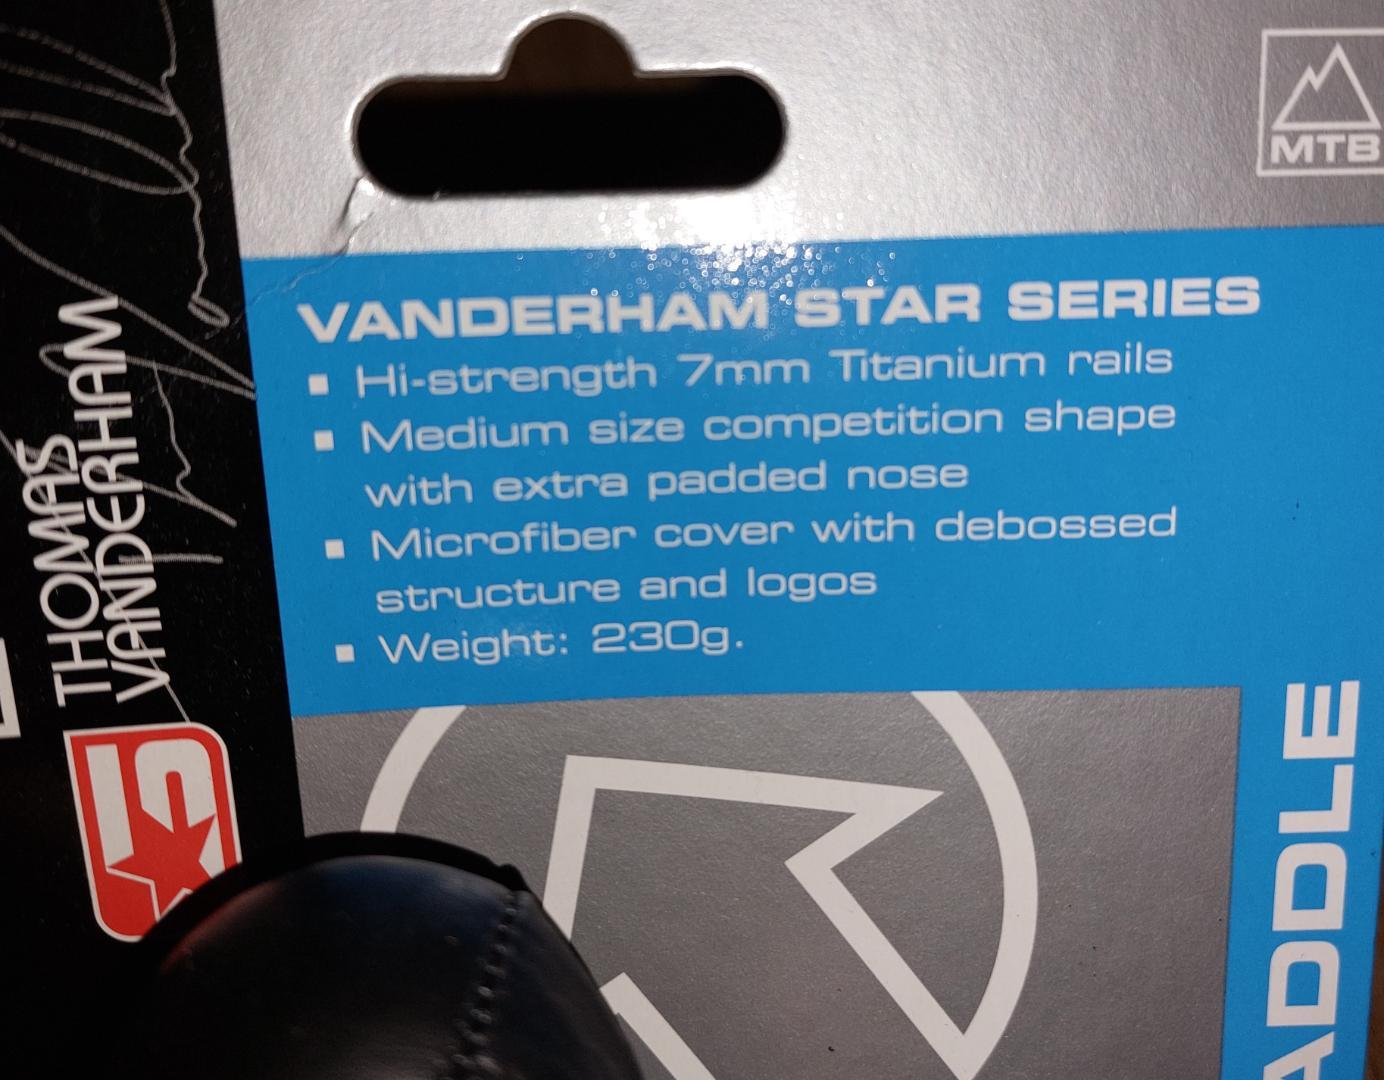 MTB
VANDERHAM STAR SERIES
▪ Hi-strength 7mm Titanium rails
▪ Medium size competition shape
with extra padded nose
▪ Microfiber cover with debossed
structure and logos
▪ Weight: 230g.
THOMAS
VANDERHAM
ADDLE